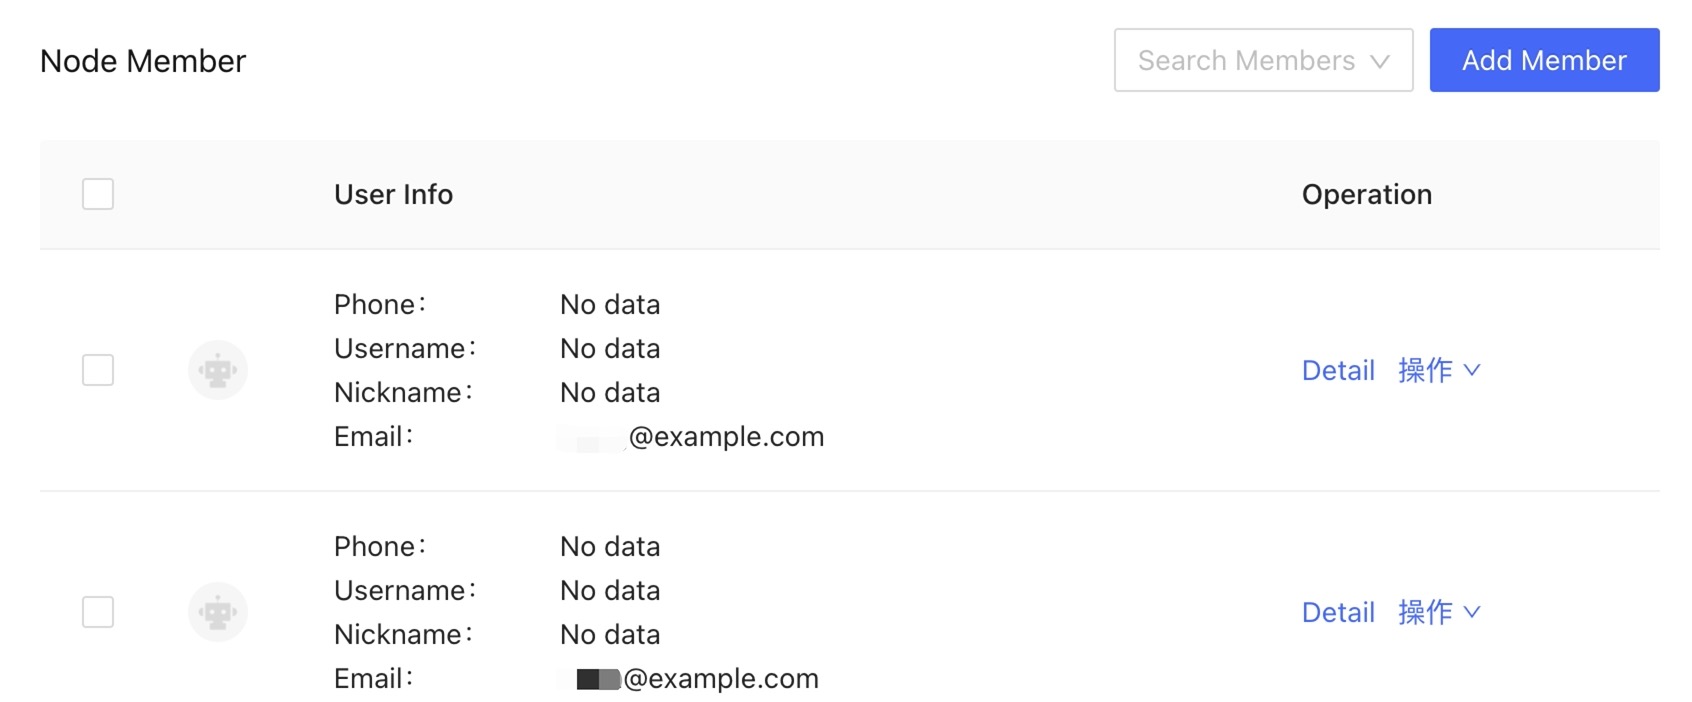 Node Member
Search Members
Add Member
User Info
Operation
Phone： No data
Username： No data
Nickname： No data
Email： @example.com
Detail 操作
Phone： No data
Username： No data
Nickname： No data
Email： @example.com
Detail 操作